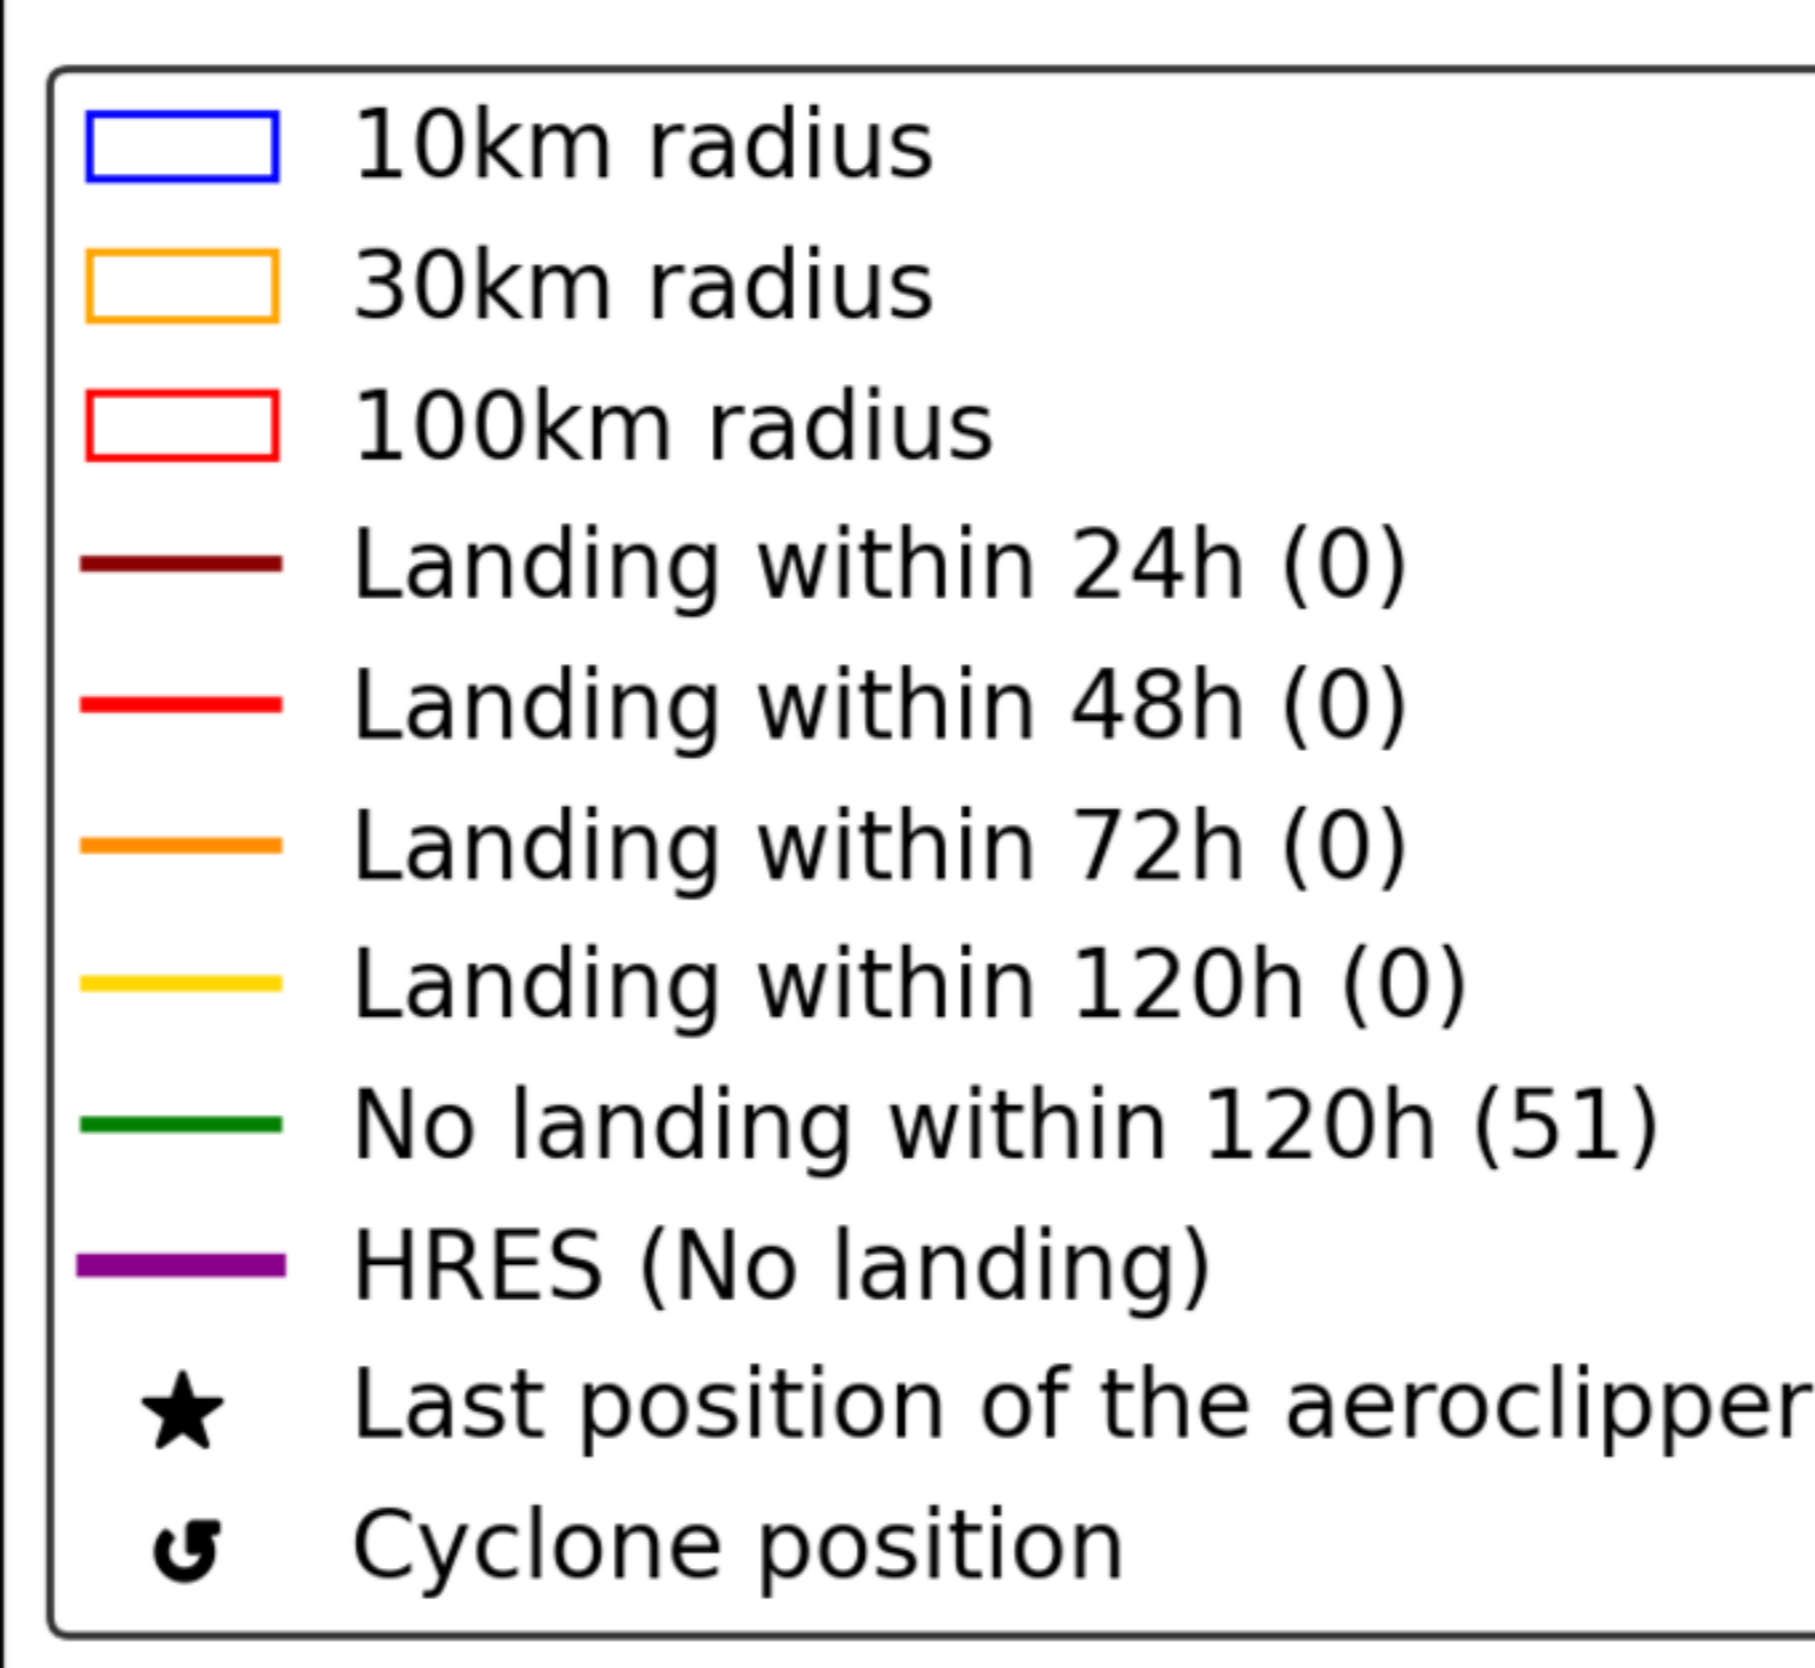 10km radius
30km radius
100km radius
Landing within 24h (0)
Landing within 48h (0)
Landing within 72h (0)
Landing within 120h (0)
No landing within 120h (51)
HRES (No landing)
Last position of the aeroclipper
Cyclone position